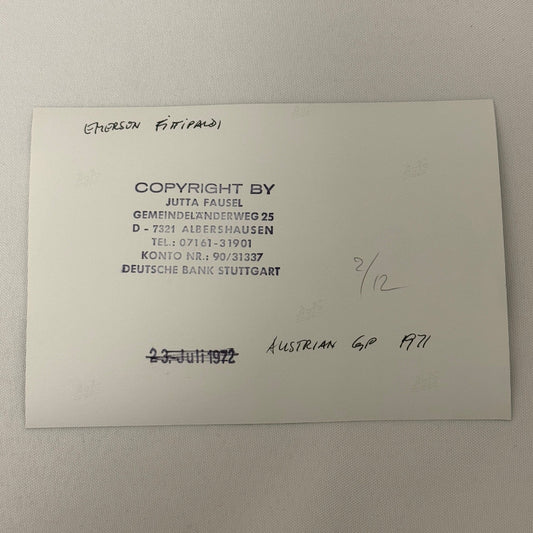 EMERSON FITTIPALDI
COPYRIGHT BY
JUTTA FAUSEL
GEMEINDELÄNDERWEG 25
D - 7321 ALBERSHAUSEN
TEL.: 07161-31901
KONTO NR.: 90/31337
DEUTSCHE BANK STUTTGART
2/12
23. Juli 1972
AUSTRIAN GP 1971